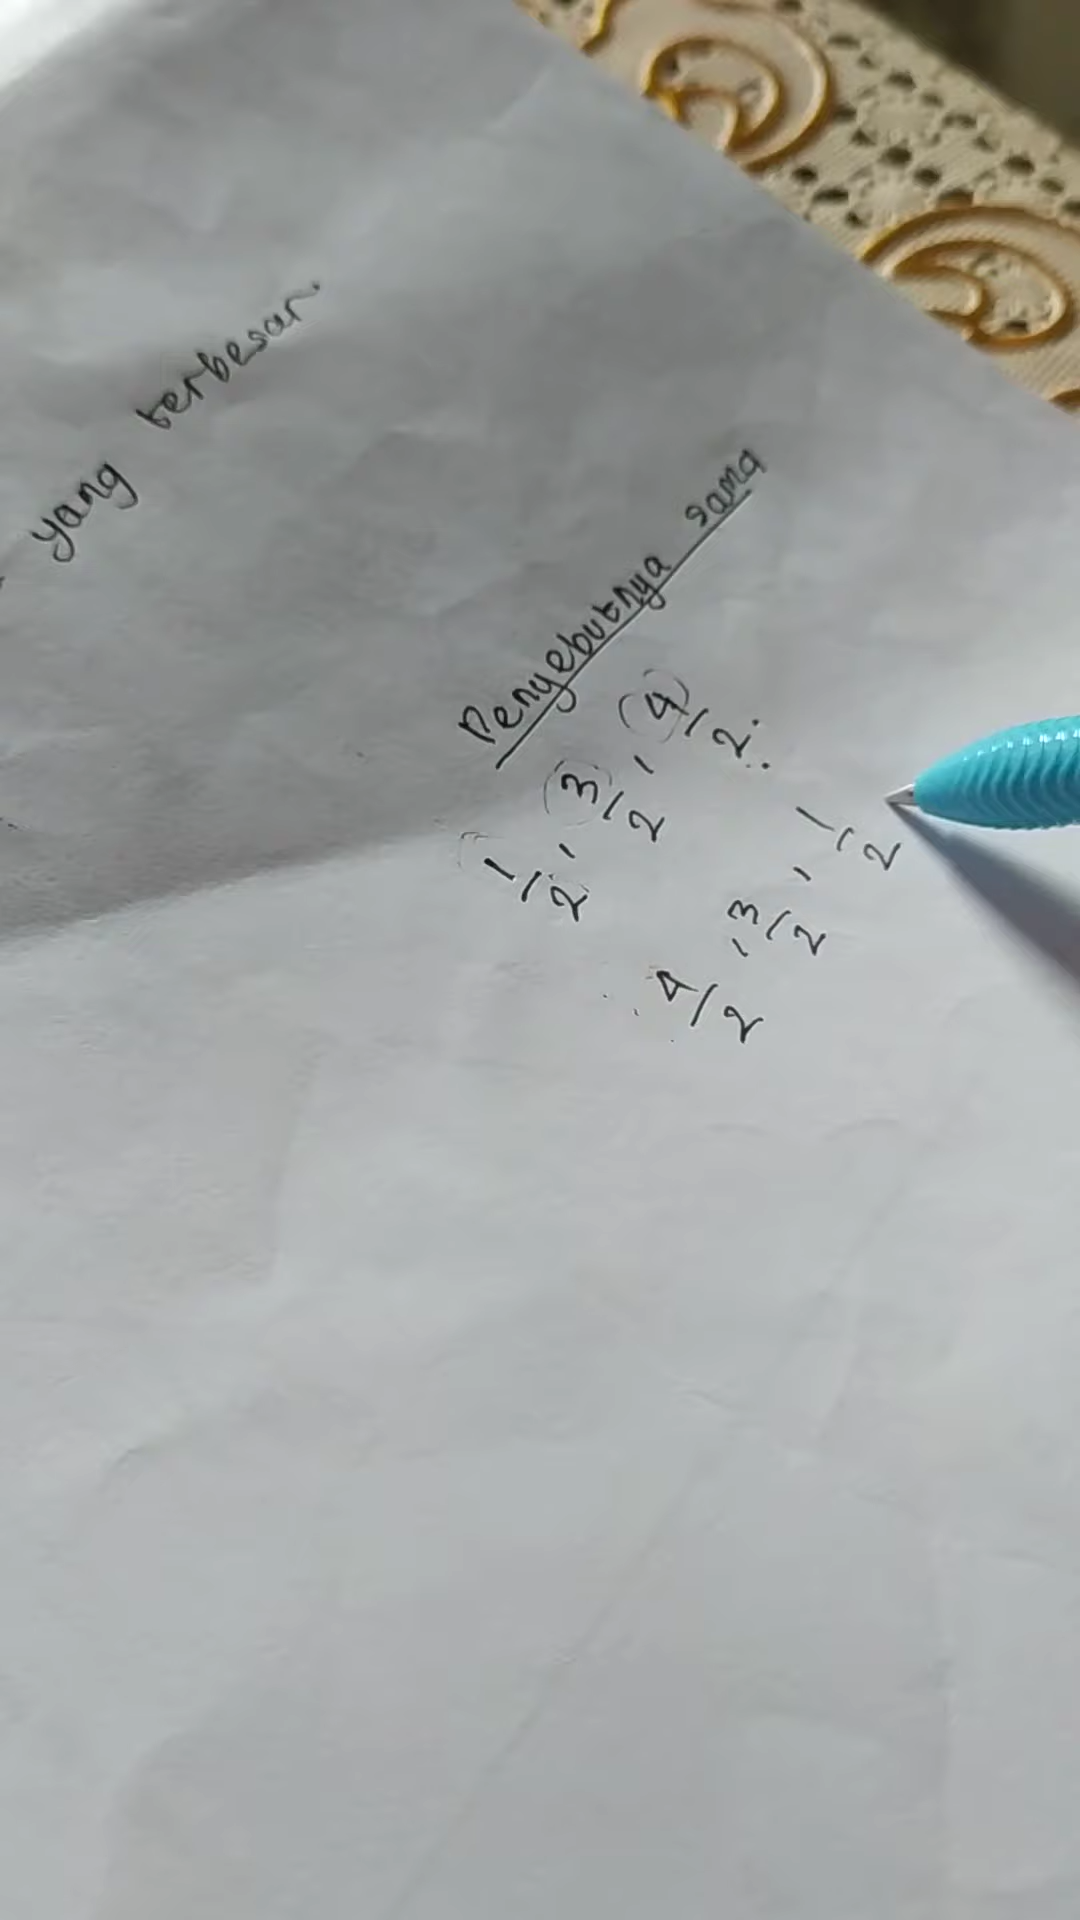 yang terbesar
Penyebutnya sama
1/2, 3/2, 4/2.
4/2, 3/2, 1/2